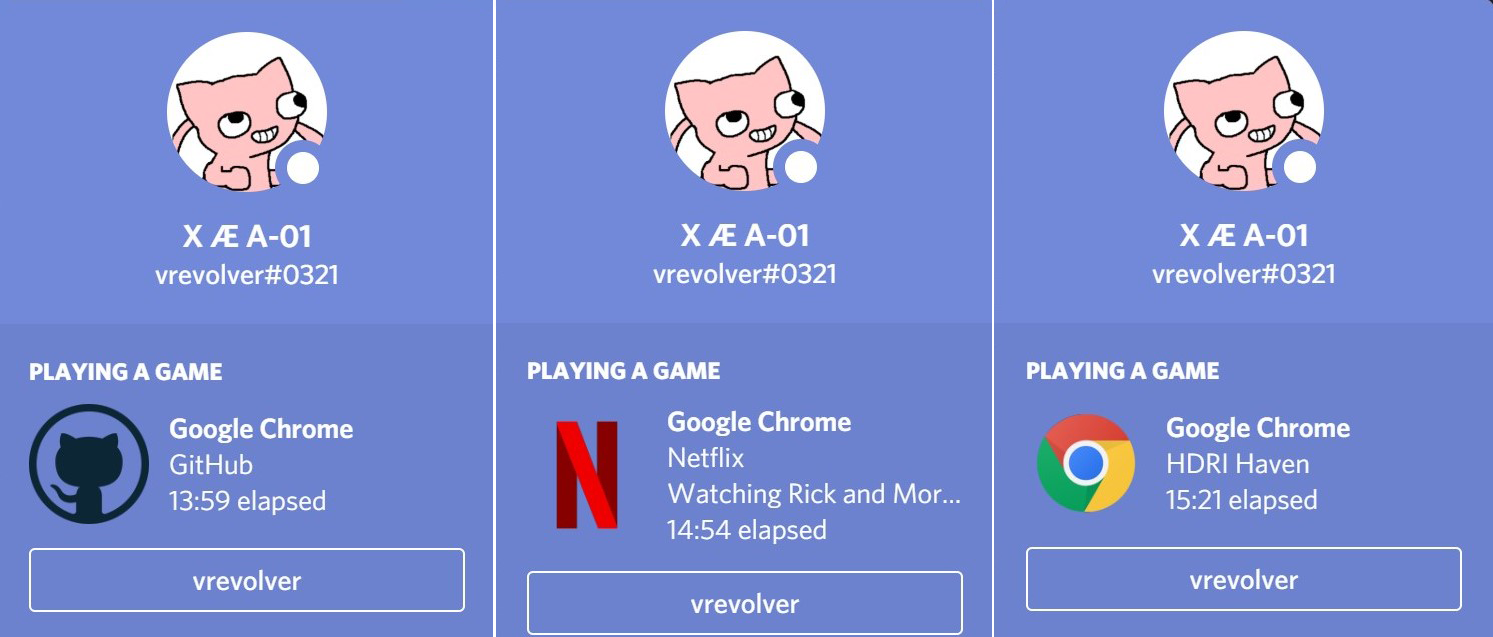 X Æ A-01
vrevolver#0321
PLAYING A GAME
Google Chrome
GitHub
13:59 elapsed
vrevolver
X Æ A-01
vrevolver#0321
PLAYING A GAME
Google Chrome
Netflix
Watching Rick and Mor...
14:54 elapsed
vrevolver
X Æ A-01
vrevolver#0321
PLAYING A GAME
Google Chrome
HDRI Haven
15:21 elapsed
vrevolver